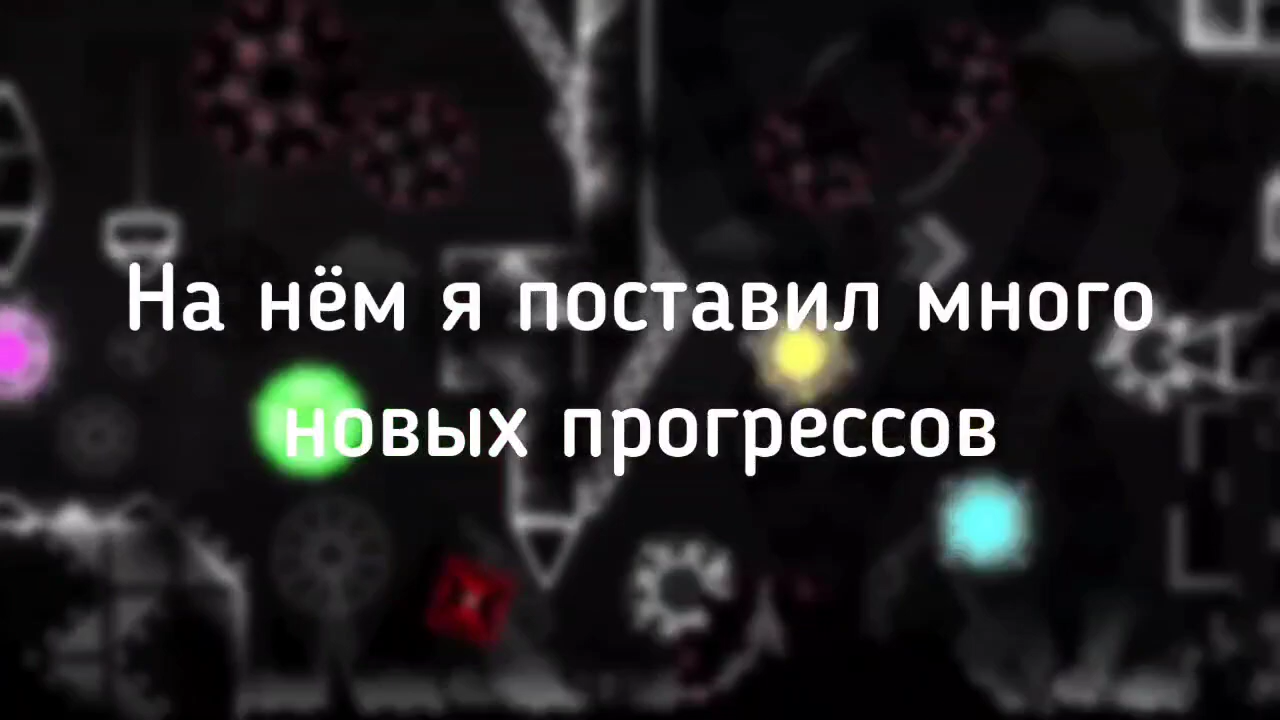 На нём я поставил много
новых прогрессов